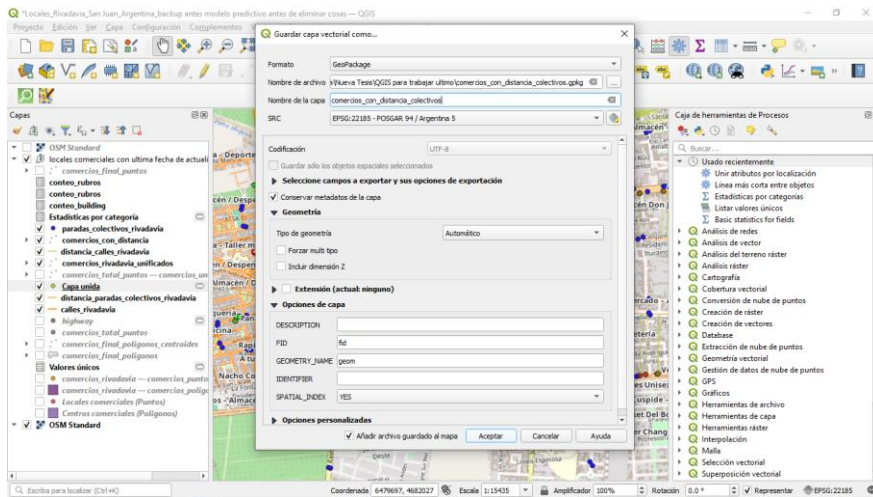 *Locales_Rivadavia_San Juan_Argentina_backup antes modelo predictivo antes de eliminar cosas — QGIS
Proyecto Edición Ver Capa Configuración Complementos
Guardar capa vectorial como...
Formato GeoPackage
Nombre de archivo \Nueva Tesis\QGIS para trabajar ultimo\comercios_con_distancia_colectivos.gpkg
Nombre de la capa comercios_con_distancia_colectivos
SRC EPSG:22185 - POSGAR 94 / Argentina 5
Codificación UTF-8
Guardar sólo los objetos espaciales seleccionados
Seleccione campos a exportar y sus opciones de exportación
Conservar metadatos de la capa
Geometría
Tipo de geometría Automático
Forzar multi tipo
Incluir dimensión Z
Extensión (actual: ninguno)
Opciones de capa
DESCRIPTION
FID fid
GEOMETRY_NAME geom
IDENTIFIER
SPATIAL_INDEX YES
Opciones personalizadas
Añadir archivo guardado al mapa Aceptar Cancelar Ayuda
Capas
OSM Standard
locales comerciales con ultima fecha de actuali
comercios_final_puntos
conteo_rubros
conteo_rubros
conteo_building
Estadísticas por categoría
paradas_colectivos_rivadavia
comercios_con_distancia
distancia_calles_rivadavia
comercios_rivadavia_unificados
comercios_total_puntos — comercios_un
Capa unida
distancia_paradas_colectivos_rivadavia
calles_rivadavia
highway
comercios_total_puntos
comercios_final_poligonos_centroides
comercios_final_poligonos
Valores únicos
comercios_rivadavia — comercios_punto
comercios_rivadavia — comercios_poligo
Locales comerciales (Puntos)
Centros comerciales (Polígonos)
OSM Standard
Caja de herramientas de Procesos
Buscar...
Usado recientemente
Unir atributos por localización
Línea más corta entre objetos
Estadísticas por categorías
Listar valores únicos
Basic statistics for fields
Análisis de redes
Análisis de vector
Análisis del terreno ráster
Análisis ráster
Cartografía
Cobertura vectorial
Conversión de nube de puntos
Creación de ráster
Creación de vectores
Database
Extracción de nube de puntos
Geometría vectorial
Gestión de datos de nube de puntos
GPS
Gráficos
Herramientas de archivo
Herramientas de capa
Herramientas ráster
Interpolación
Malla
Selección vectorial
Superposición vectorial
Escriba para localizar (Ctrl+K)
Coordenada 6479697, 4682027 Escala 1:15435 Amplificador 100% Rotación 0.0 ° Representar EPSG:22185